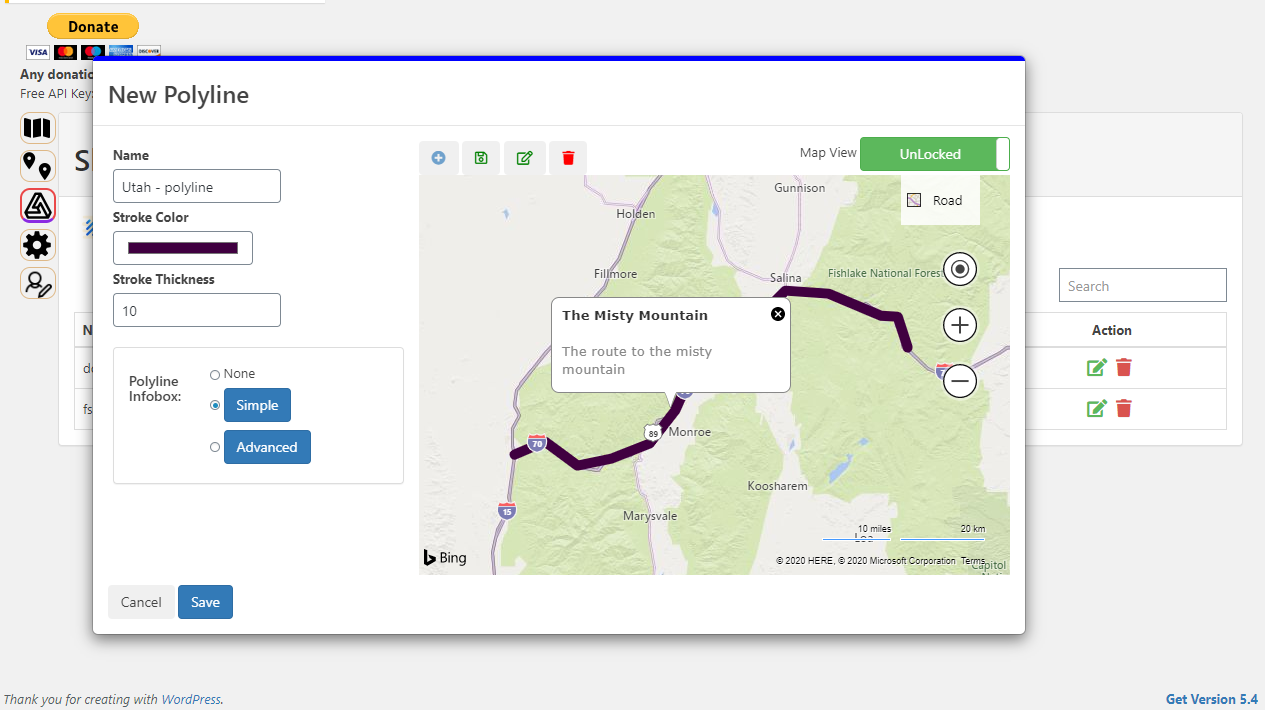 Donate
VISA
DISCOVER
Any donatio
Free API Key
New Polyline
Name
Utah - polyline
Stroke Color
Stroke Thickness
10
Polyline
Infobox:
None
Simple
Advanced
Map View
UnLocked
Road
Gunnison
Holden
Fillmore
Salina
Fishlake National Fores
The Misty Mountain
The route to the misty
mountain
70
89
Monroe
Koosharem
15
Marysvale
10 miles
20 km
Loa
Bing
© 2020 HERE, © 2020 Microsoft Corporation Terms
Capitol
Cancel
Save
Search
N
Action
d
fs
Thank you for creating with WordPress.
Get Version 5.4